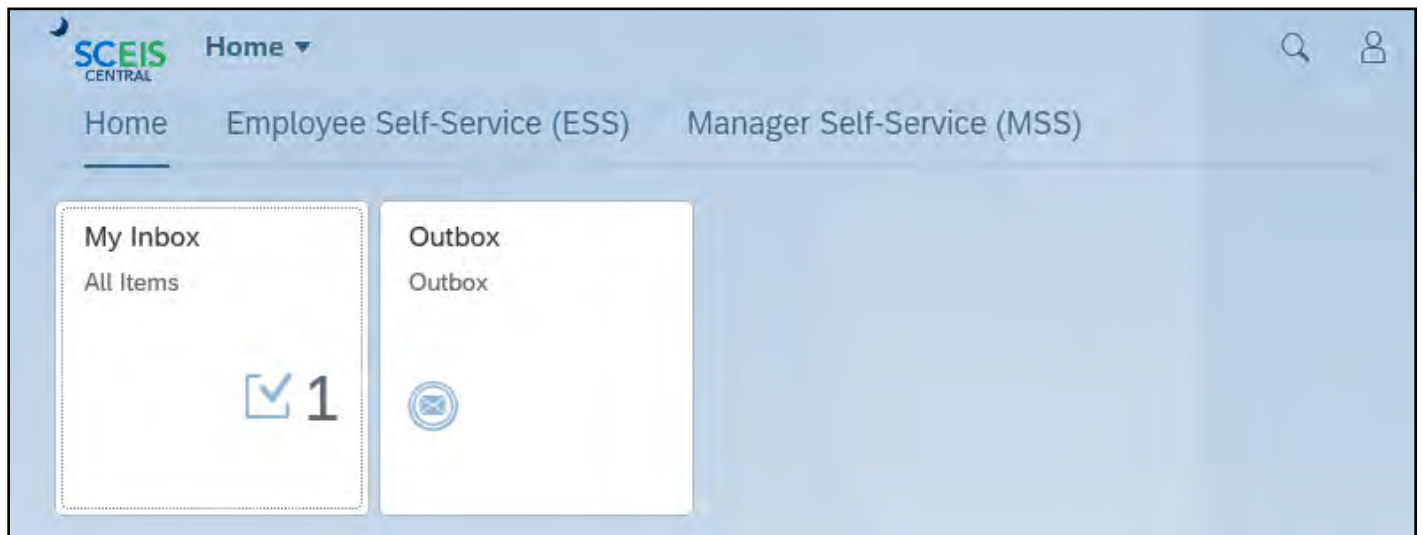 SCEIS
CENTRAL
Home
Home Employee Self-Service (ESS) Manager Self-Service (MSS)
My Inbox
All Items
1
Outbox
Outbox